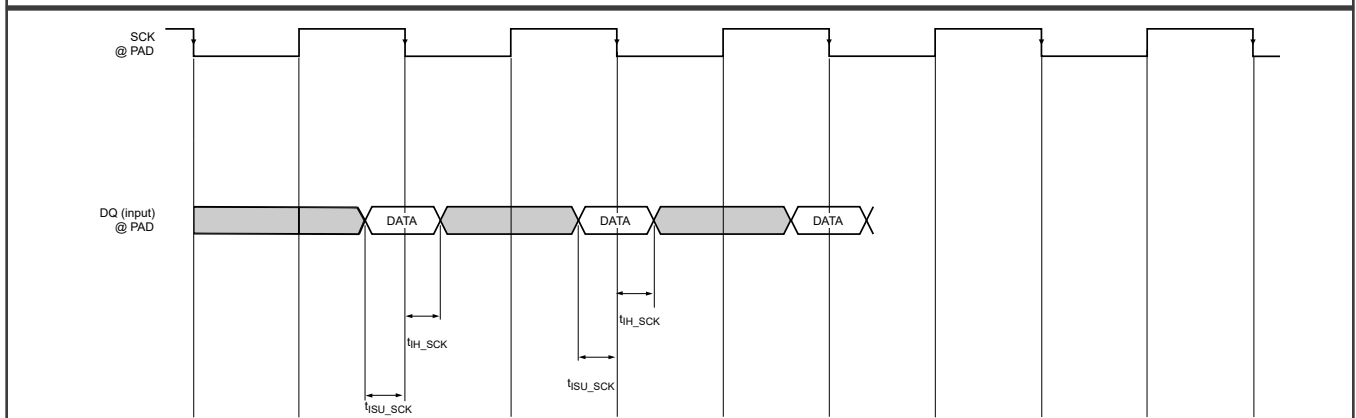 SCK
@ PAD
DQ (input)
@ PAD
DATA
DATA
DATA
tIH_SCK
tIH_SCK
tISU_SCK
tISU_SCK